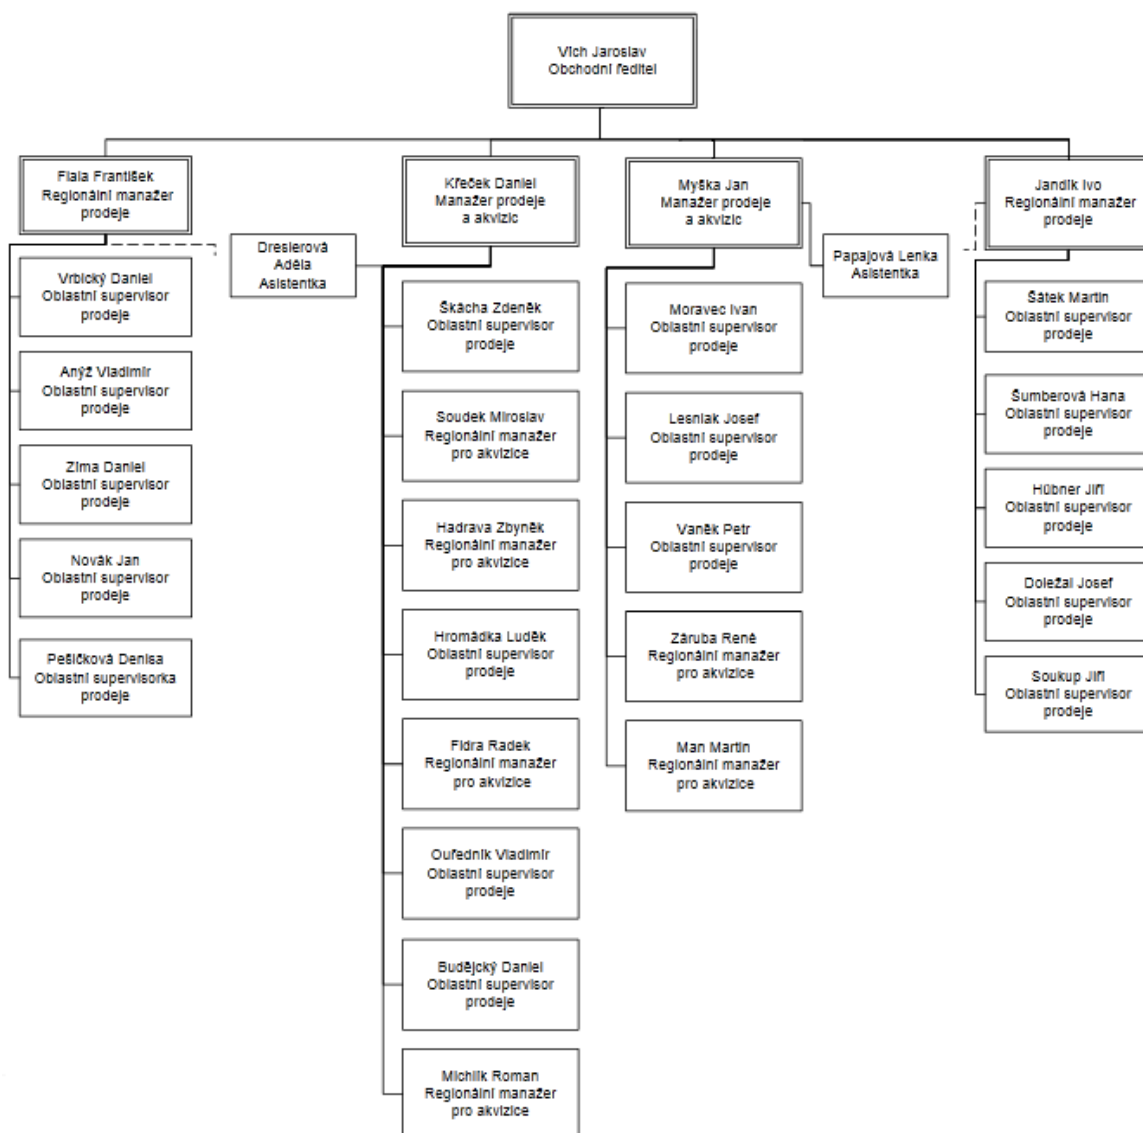 Vích Jaroslav
Obchodní ředitel
Fiala František
Regionální manažer
prodeje
Křeček Daniel
Manažer prodeje
a akvizic
Myška Jan
Manažer prodeje
a akvizic
Jandík Ivo
Regionální manažer
prodeje
Dreslerová
Adéla
Asistentka
Papajová Lenka
Asistentka
Vrbický Daniel
Oblastní supervisor
prodeje
Anýž Vladimír
Oblastní supervisor
prodeje
Zima Daniel
Oblastní supervisor
prodeje
Novák Jan
Oblastní supervisor
prodeje
Pešičková Denisa
Oblastní supervisorka
prodeje
Škácha Zdeněk
Oblastní supervisor
prodeje
Soudek Miroslav
Regionální manažer
pro akvizice
Hadrava Zbyněk
Regionální manažer
pro akvizice
Hromádka Luděk
Oblastní supervisor
prodeje
Fidra Radek
Regionální manažer
pro akvizice
Ouředník Vladimír
Oblastní supervisor
prodeje
Budějcký Daniel
Oblastní supervisor
prodeje
Michlík Roman
Regionální manažer
pro akvizice
Moravec Ivan
Oblastní supervisor
prodeje
Lesniak Josef
Oblastní supervisor
prodeje
Vaněk Petr
Oblastní supervisor
prodeje
Záruba René
Regionální manažer
pro akvizice
Man Martin
Regionální manažer
pro akvizice
Šátek Martin
Oblastní supervisor
prodeje
Šumberová Hana
Oblastní supervisor
prodeje
Hübner Jiří
Oblastní supervisor
prodeje
Doležal Josef
Oblastní supervisor
prodeje
Soukup Jiří
Oblastní supervisor
prodeje